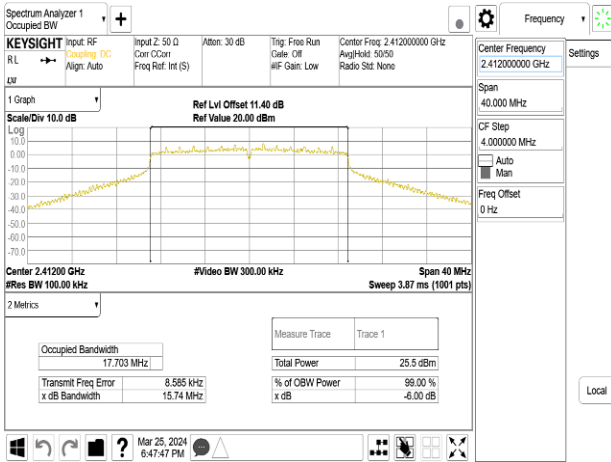 Spectrum Analyzer 1
Occupied BW
+
Frequency
KEYSIGHT
RL
LXI
Input: RF
Coupling: DC
Align: Auto
Input Z: 50 Ω
Corr CCorr
Freq Ref: Int (S)
Atten: 30 dB
Trig: Free Run
Gate: Off
#IF Gain: Low
Center Freq: 2.412000000 GHz
Avg|Hold: 50/50
Radio Std: None
Center Frequency
2.412000000 GHz
Settings
Span
40.000 MHz
CF Step
4.000000 MHz
Auto
Man
Freq Offset
0 Hz
Local
1 Graph
Scale/Div 10.0 dB
Ref Lvl Offset 11.40 dB
Ref Value 20.00 dBm
Log
10.0
0.00
-10.0
-20.0
-30.0
-40.0
-50.0
-60.0
-70.0
Center 2.41200 GHz
#Video BW 300.00 kHz
Span 40 MHz
#Res BW 100.00 kHz
Sweep 3.87 ms (1001 pts)
2 Metrics
Measure Trace
Trace 1
Occupied Bandwidth
17.703 MHz
Total Power
25.5 dBm
Transmit Freq Error
8.585 kHz
% of OBW Power
99.00 %
x dB Bandwidth
15.74 MHz
x dB
-6.00 dB
?
Mar 25, 2024
6:47:47 PM